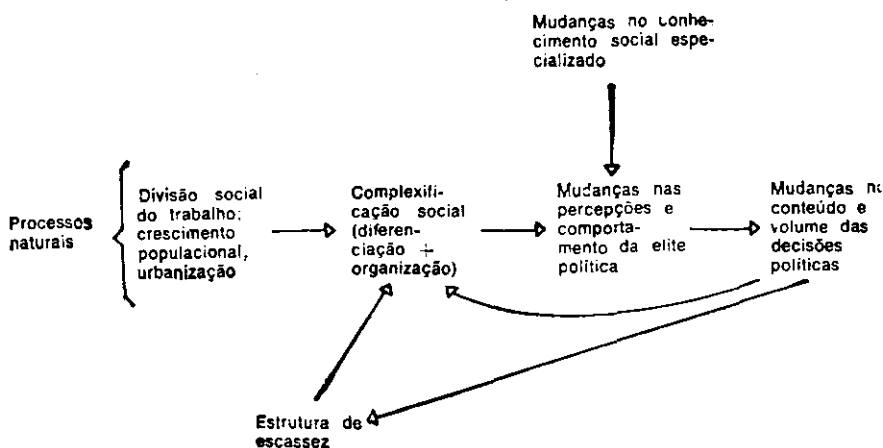 Mudanças no conhe-
cimento social espe-
cializado
Processos
naturais
Divisão social
do trabalho;
crescimento
populacional,
urbanização
Complexifi-
cação social
(diferen-
ciação +
organização)
Mudanças nas
percepções e
comporta-
mento da elite
política
Mudanças
conteúdo e
volume das
decisões
políticas
Estrutura de
escassez